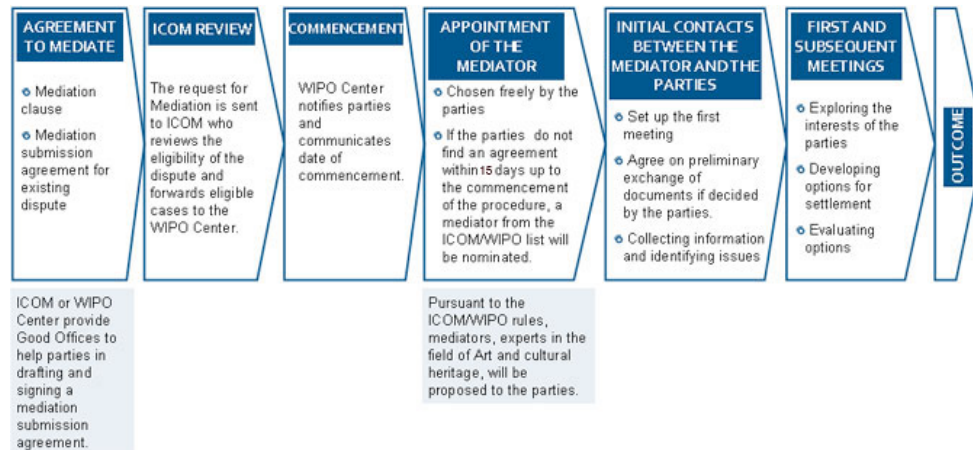 AGREEMENT
TO MEDIATE
Mediation
clause
Mediation
submission
agreement for
existing
dispute
ICOM or WIPO
Center provide
Good Offices to
help parties in
drafting and
signing a
mediation
submission
agreement.
ICOM REVIEW
The request for
Mediation is sent
to ICOM who
reviews the
eligibility of the
dispute and
forwards eligible
cases to the
WIPO Center.
COMMENCEMENT
WIPO Center
notifies parties
and
communicates
date of
commencement.
APPOINTMENT
OF THE
MEDIATOR
Chosen freely by the
parties
If the parties do not
find an agreement
within 15 days up to
the commencement
of the procedure, a
mediator from the
ICOM/WIPO list will
be nominated.
Pursuant to the
ICOM/WIPO rules,
mediators, experts in the
field of Art and cultural
heritage, will be
proposed to the parties.
INITIAL CONTACTS
BETWEEN THE
MEDIATOR AND THE
PARTIES
Set up the first
meeting
Agree on preliminary
exchange of
documents if decided
by the parties.
Collecting information
and identifying issues
FIRST AND
SUBSEQUENT
MEETINGS
Exploring the
interests of the
parties
Developing
options for
settlement
Evaluating
options
OUTCOME